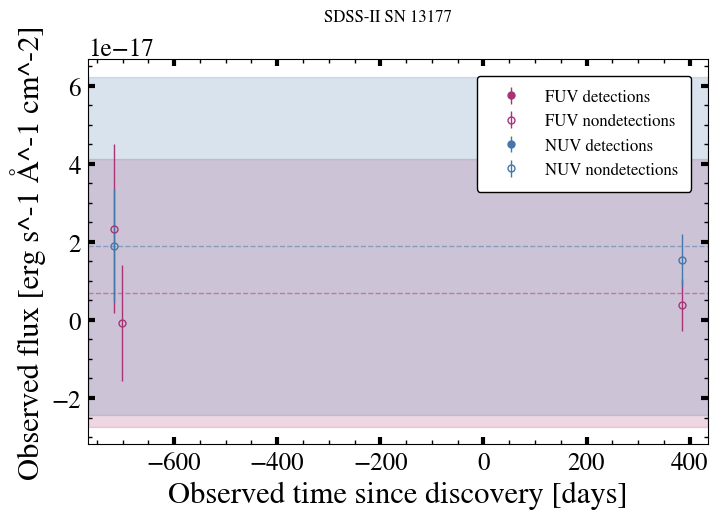 SDSS-II SN 13177
1e−17
Observed flux [erg s^-1 Å^-1 cm^-2]
6
4
2
0
−2
FUV detections
FUV nondetections
NUV detections
NUV nondetections
−600
−400
−200
0
200
400
Observed time since discovery [days]